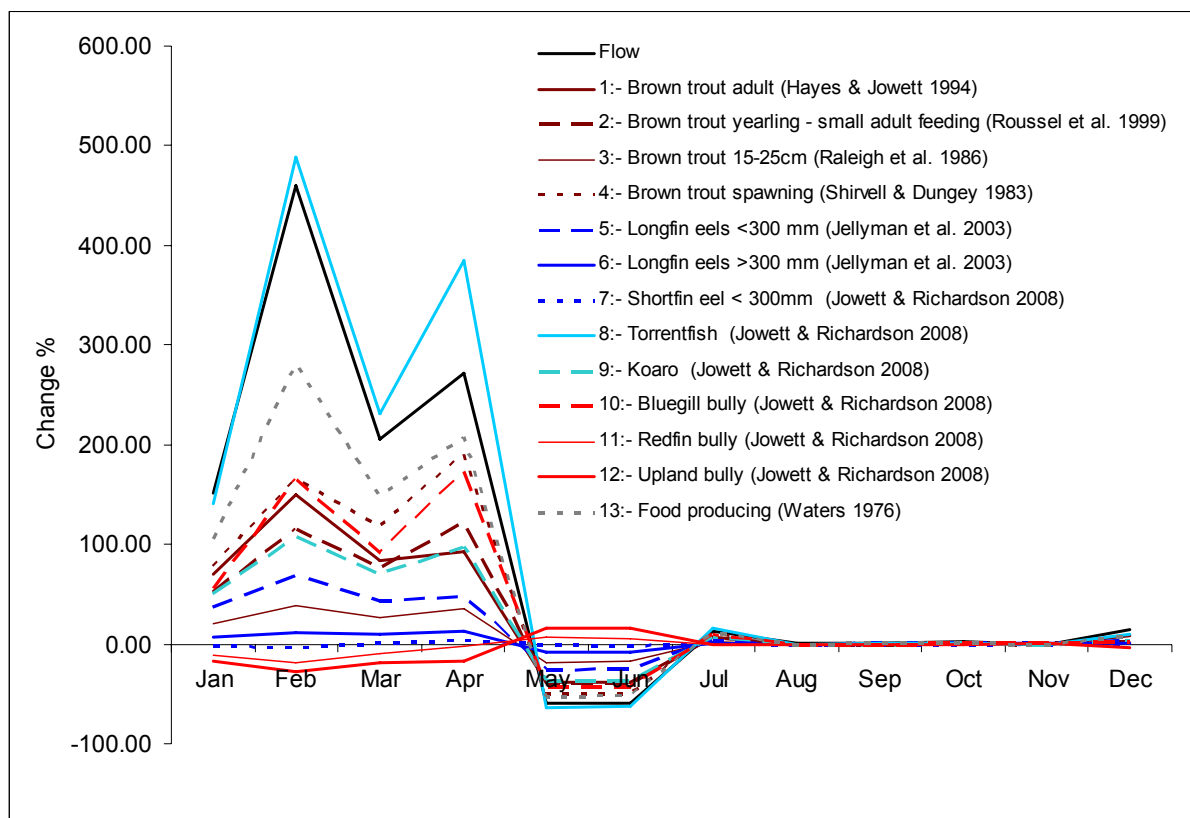 600.00
500.00
400.00
300.00
200.00
100.00
0.00
-100.00
Change %
Jan Feb Mar Apr May Jun Jul Aug Sep Oct Nov Dec
Flow
1:- Brown trout adult (Hayes & Jowett 1994)
2:- Brown trout yearling - small adult feeding (Roussel et al. 1999)
3:- Brown trout 15-25cm (Raleigh et al. 1986)
4:- Brown trout spawning (Shirvell & Dungey 1983)
5:- Longfin eels <300 mm (Jellyman et al. 2003)
6:- Longfin eels >300 mm (Jellyman et al. 2003)
7:- Shortfin eel < 300mm (Jowett & Richardson 2008)
8:- Torrentfish (Jowett & Richardson 2008)
9:- Koaro (Jowett & Richardson 2008)
10:- Bluegill bully (Jowett & Richardson 2008)
11:- Redfin bully (Jowett & Richardson 2008)
12:- Upland bully (Jowett & Richardson 2008)
13:- Food producing (Waters 1976)